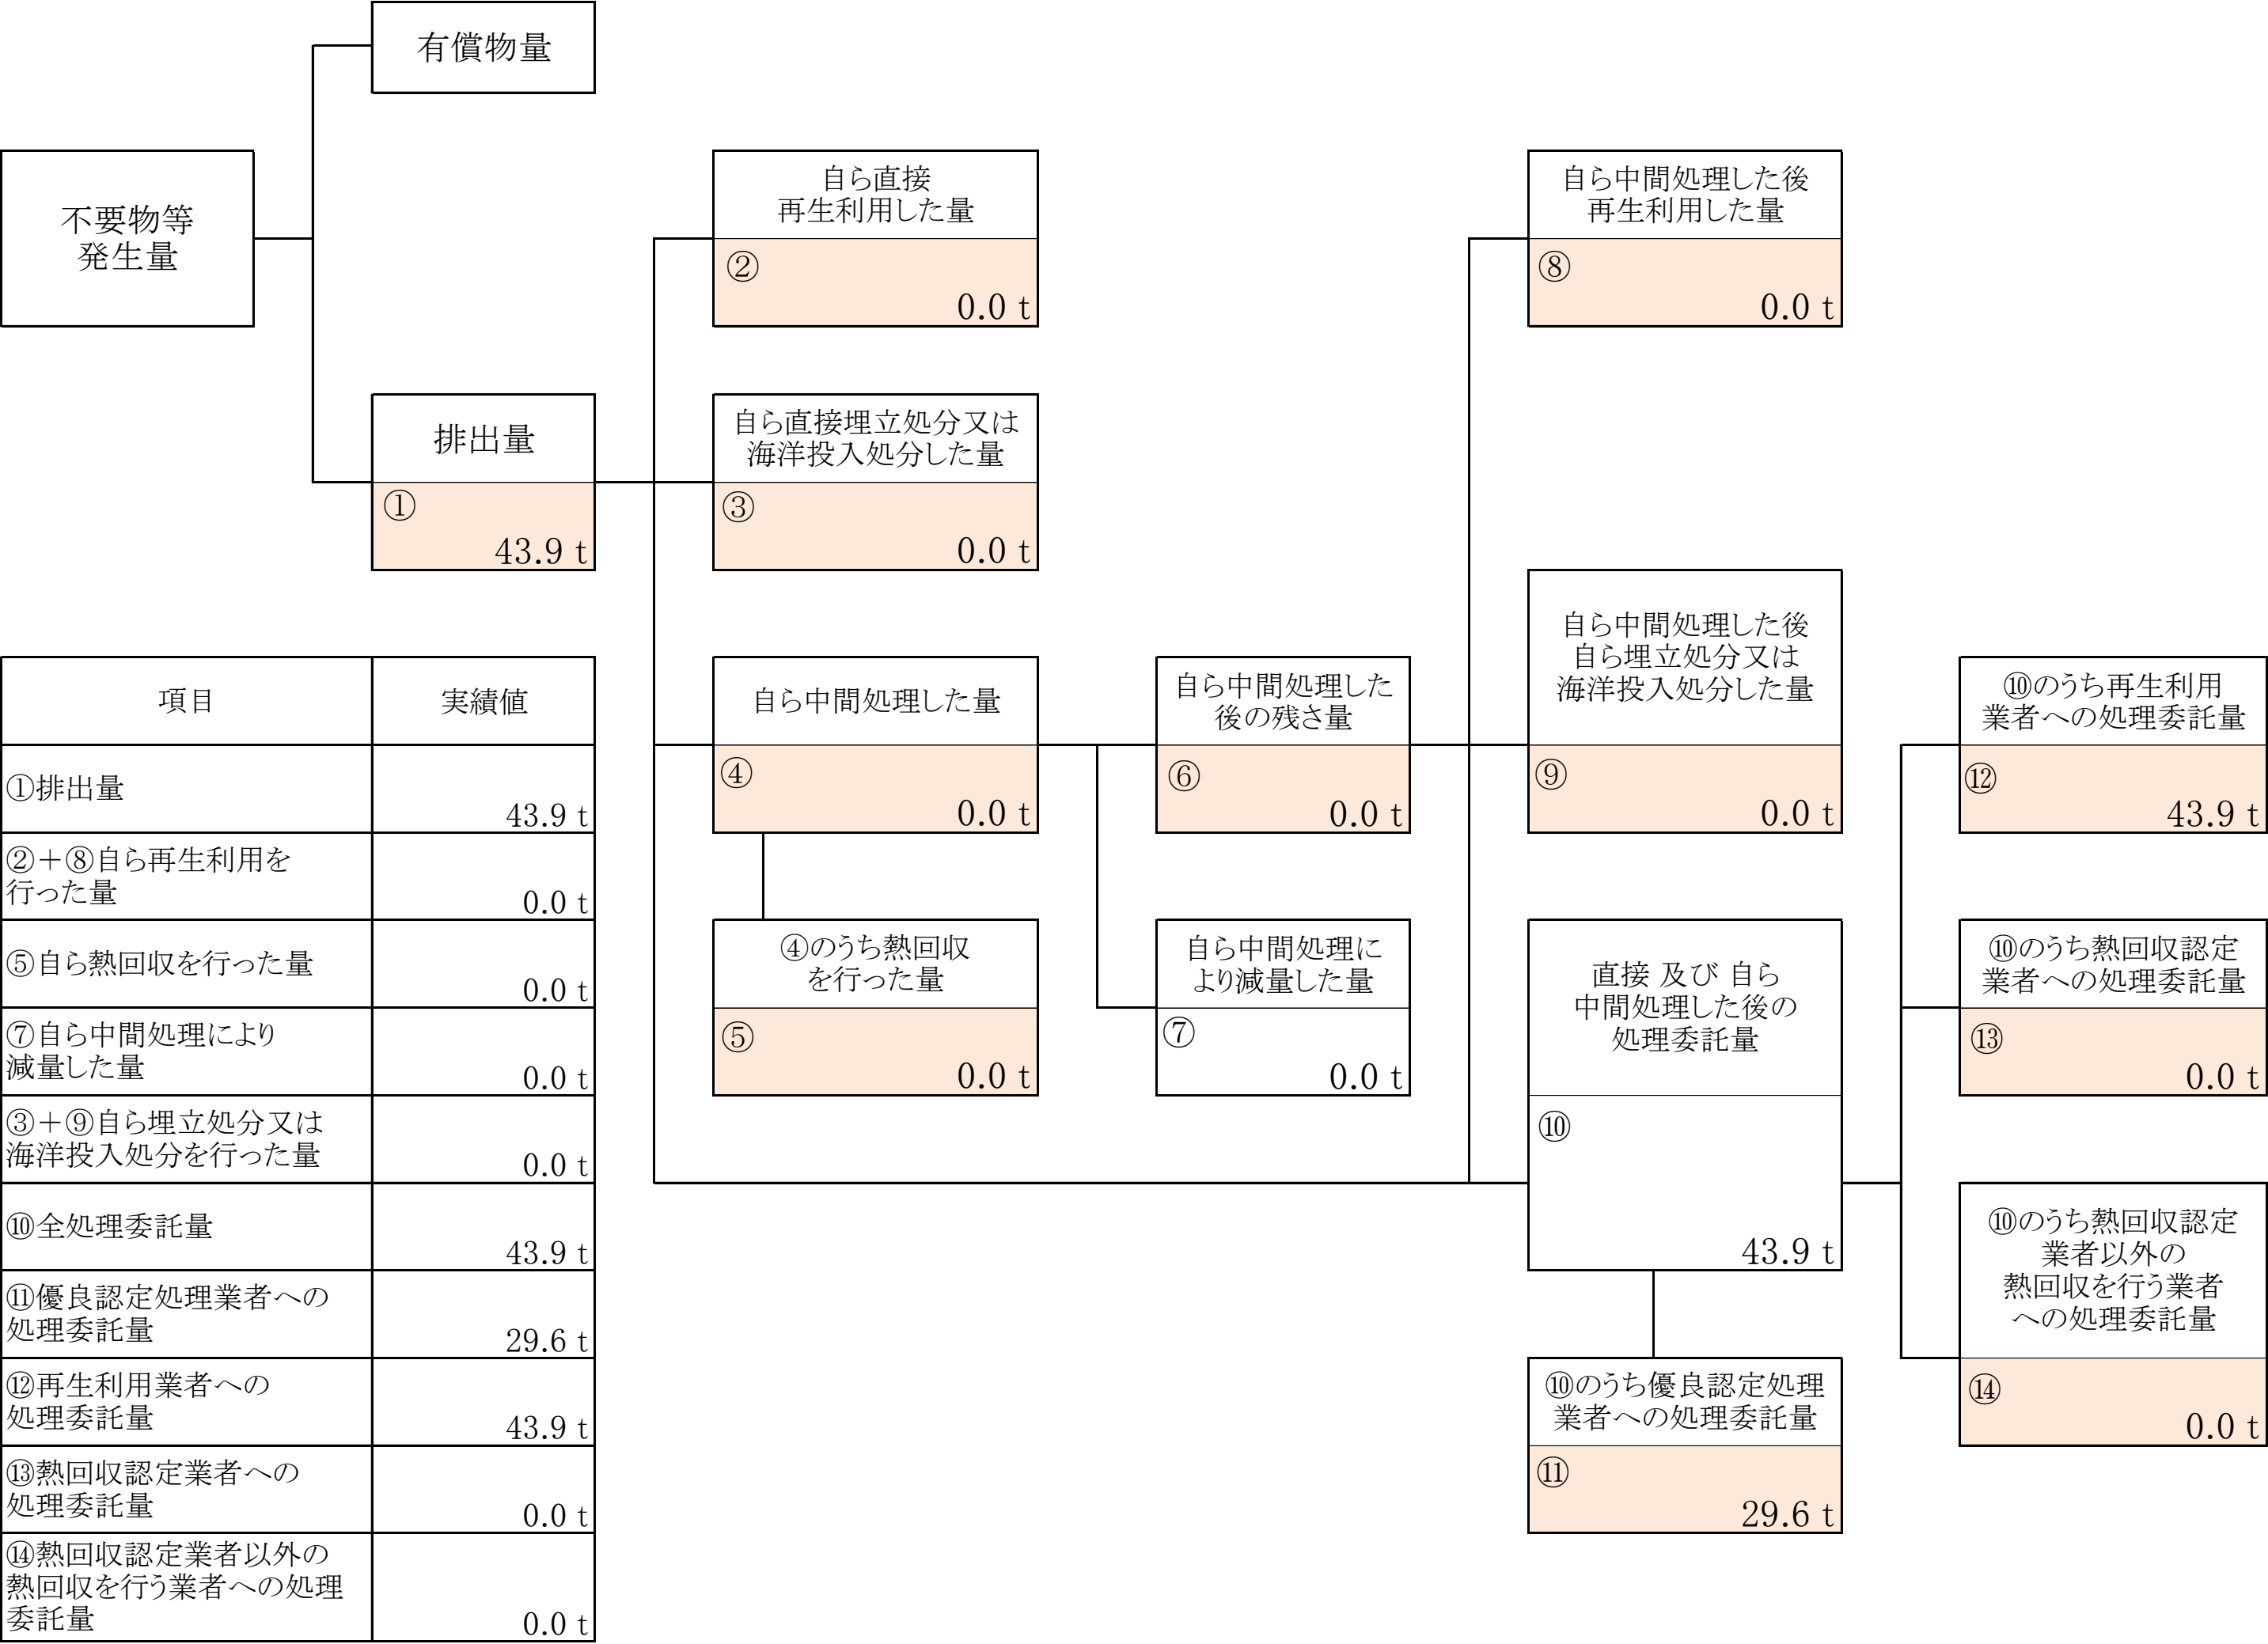 有償物量
不要物等
発生量
自ら直接
再生利用した量
②
0.0 t
自ら中間処理した後
再生利用した量
⑧
0.0 t
排出量
①
43.9 t
自ら直接埋立処分又は
海洋投入処分した量
③
0.0 t
自ら中間処理した量
④
0.0 t
自ら中間処理した
後の残さ量
⑥
0.0 t
自ら中間処理した後
自ら埋立処分又は
海洋投入処分した量
⑨
0.0 t
⑩のうち再生利用
業者への処理委託量
⑫
43.9 t
④のうち熱回収
を行った量
⑤
0.0 t
自ら中間処理に
より減量した量
⑦
0.0 t
直接 及び 自ら
中間処理した後の
処理委託量
⑩
43.9 t
⑩のうち熱回収認定
業者への処理委託量
⑬
0.0 t
⑩のうち熱回収認定
業者以外の
熱回収を行う業者
への処理委託量
⑭
0.0 t
⑩のうち優良認定処理
業者への処理委託量
⑪
29.6 t
項目 実績値
①排出量
43.9 t
②＋⑧自ら再生利用を
行った量
0.0 t
⑤自ら熱回収を行った量
0.0 t
⑦自ら中間処理により
減量した量
0.0 t
③＋⑨自ら埋立処分又は
海洋投入処分を行った量
0.0 t
⑩全処理委託量
43.9 t
⑪優良認定処理業者への
処理委託量
29.6 t
⑫再生利用業者への
処理委託量
43.9 t
⑬熱回収認定業者への
処理委託量
0.0 t
⑭熱回収認定業者以外の
熱回収を行う業者への処理
委託量
0.0 t